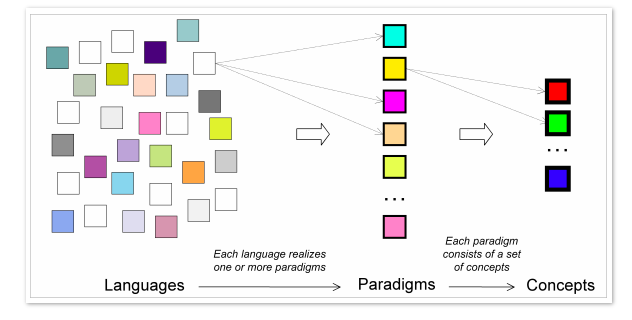 ...
...
Each language realizes
one or more paradigms
Each paradigm
consists of a set
of concepts
Languages
Paradigms
Concepts